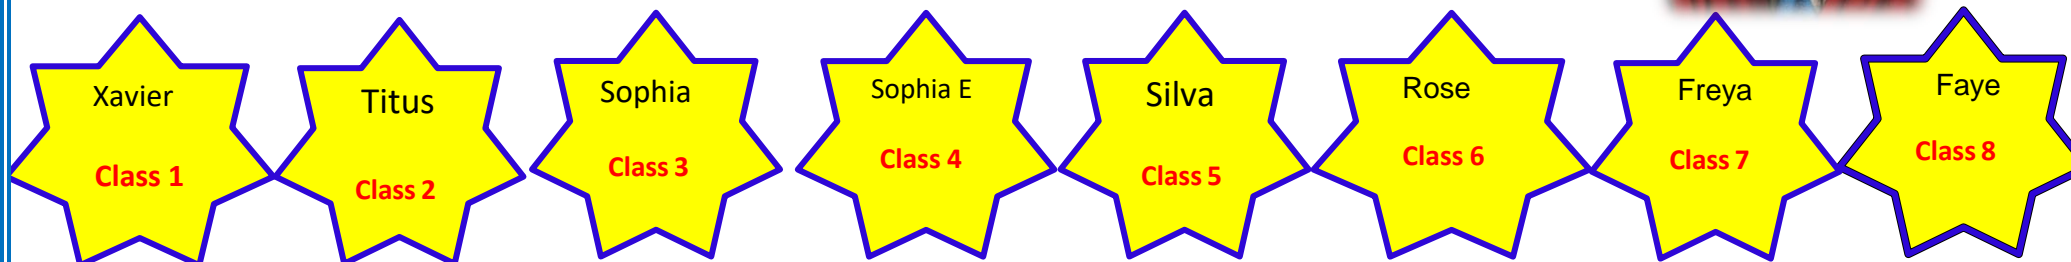 Xavier
Class 1
Titus
Class 2
Sophia
Class 3
Sophia E
Class 4
Silva
Class 5
Rose
Class 6
Freya
Class 7
Faye
Class 8